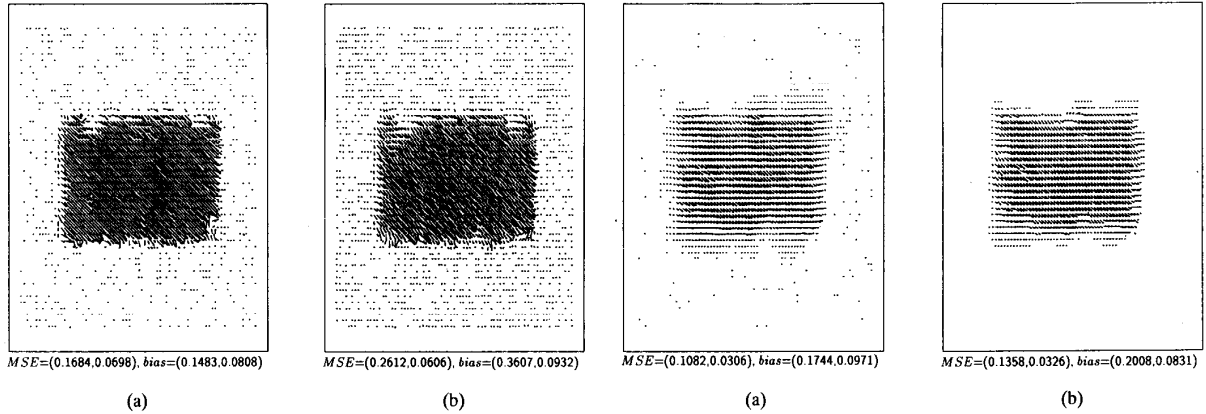 MSE=(0.1684,0.0698), bias=(0.1483,0.0808)
MSE=(0.2612,0.0606), bias=(0.3607,0.0932)
MSE=(0.1082,0.0306), bias=(0.1744,0.0971)
MSE=(0.1358,0.0326), bias=(0.2008,0.0831)
(a)
(b)
(a)
(b)